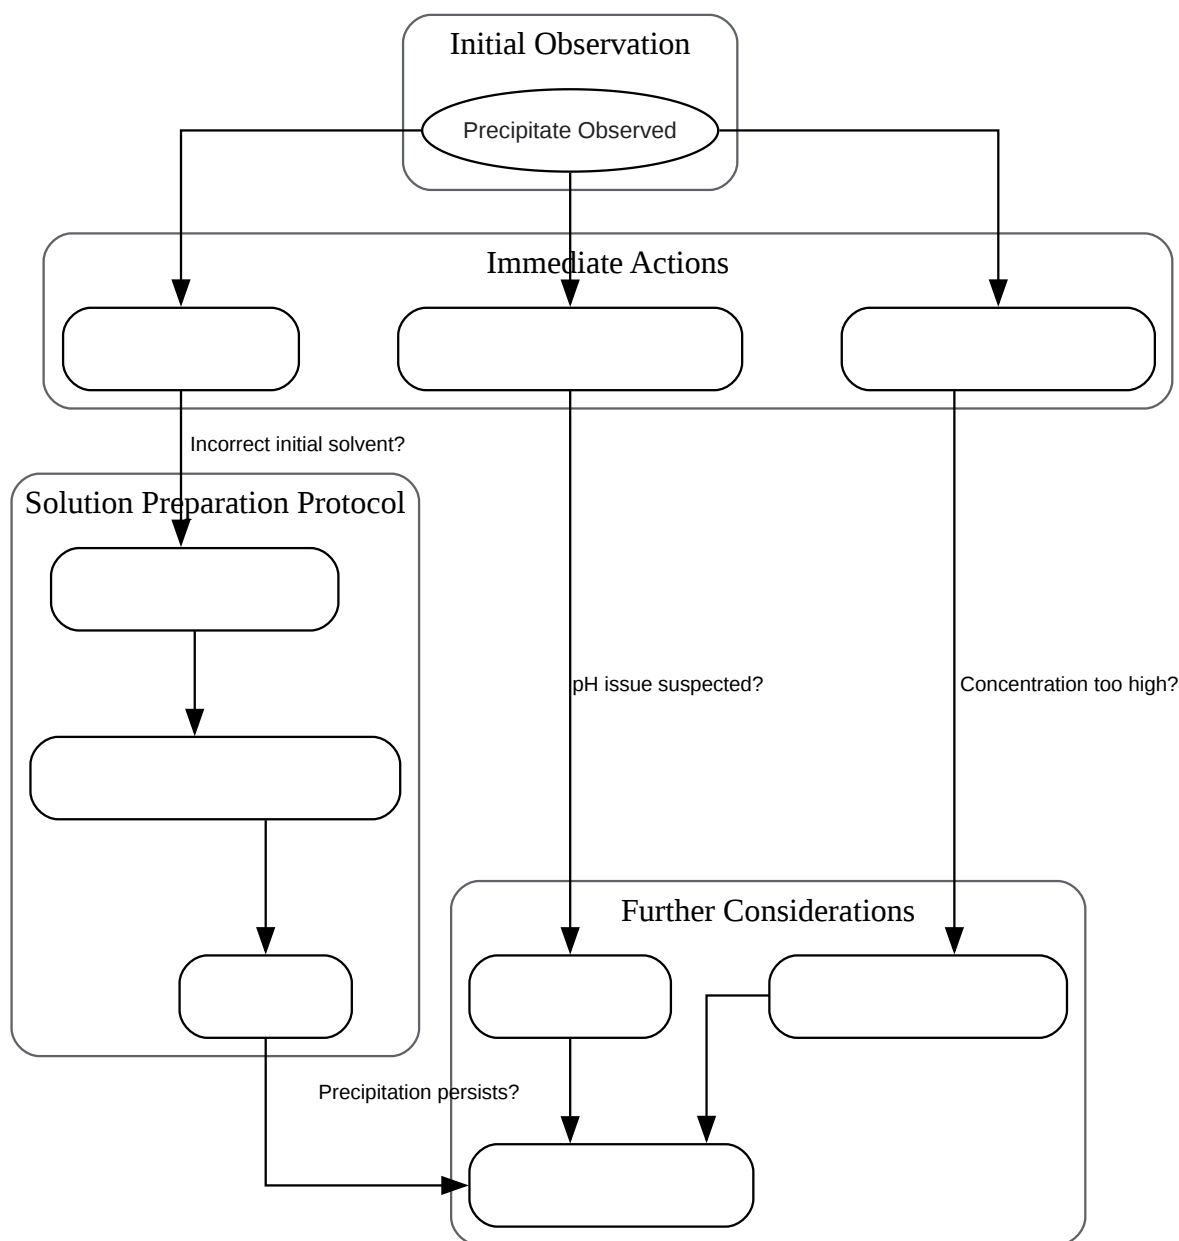 Initial Observation
Precipitate Observed
Immediate Actions
Incorrect initial solvent?
Solution Preparation Protocol
pH issue suspected?
Concentration too high?
Further Considerations
Precipitation persists?